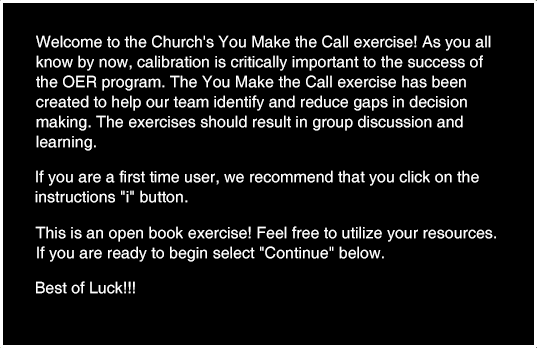 Welcome to the Church's You Make the Call exercise! As you all
know by now, calibration is critically important to the success of
the OER program. The You Make the Call exercise has been
created to help our team identify and reduce gaps in decision
making. The exercises should result in group discussion and
learning.
If you are a first time user, we recommend that you click on the
instructions "i" button.
This is an open book exercise! Feel free to utilize your resources.
If you are ready to begin select "Continue" below.
Best of Luck!!!